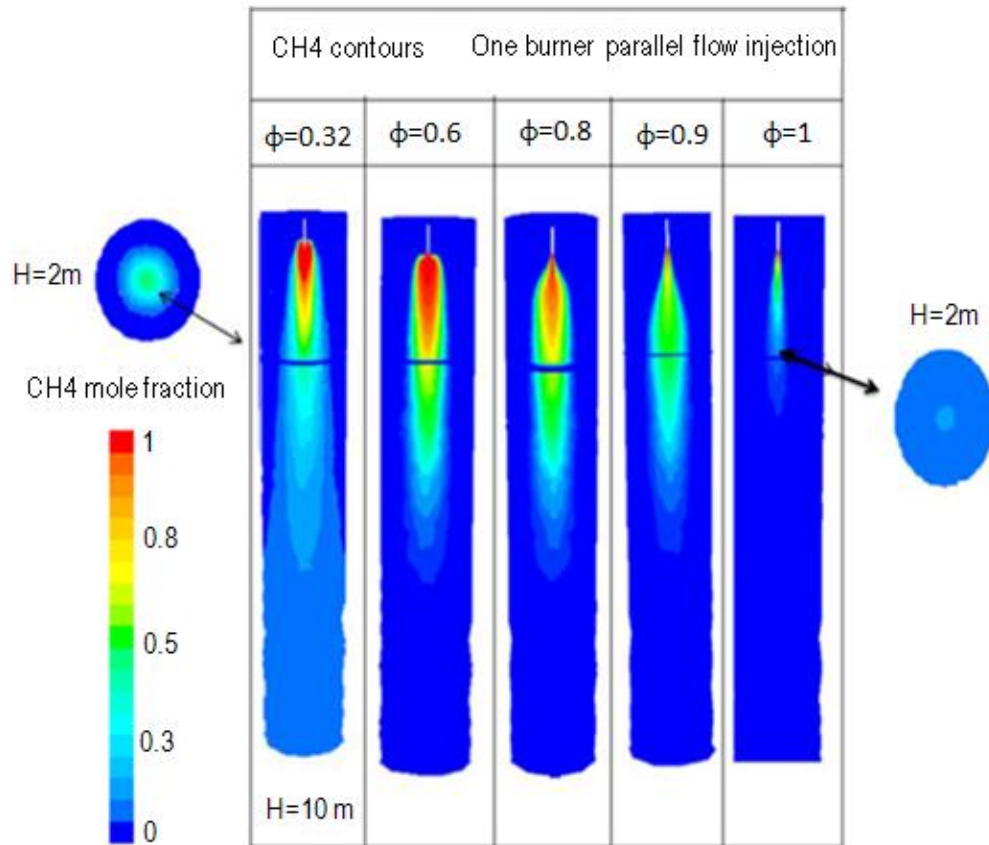 CH4 contours One burner parallel flow injection
ϕ=0.32 ϕ=0.6 ϕ=0.8 ϕ=0.9 ϕ=1
H=2m
H=2m
CH4 mole fraction
1
0.8
0.5
0.3
0
H=10 m